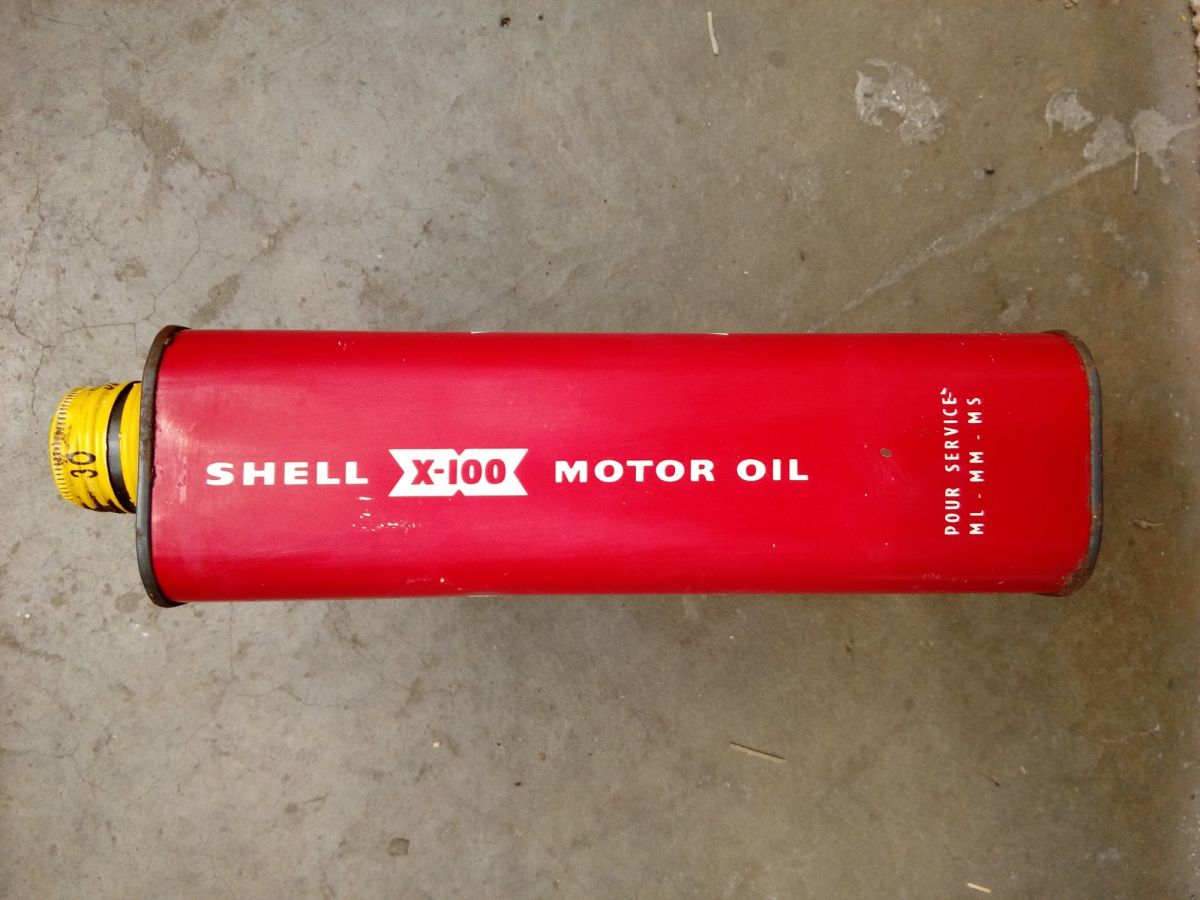 30
SHELL X-100 MOTOR OIL
POUR SERVICE
ML - MM - MS